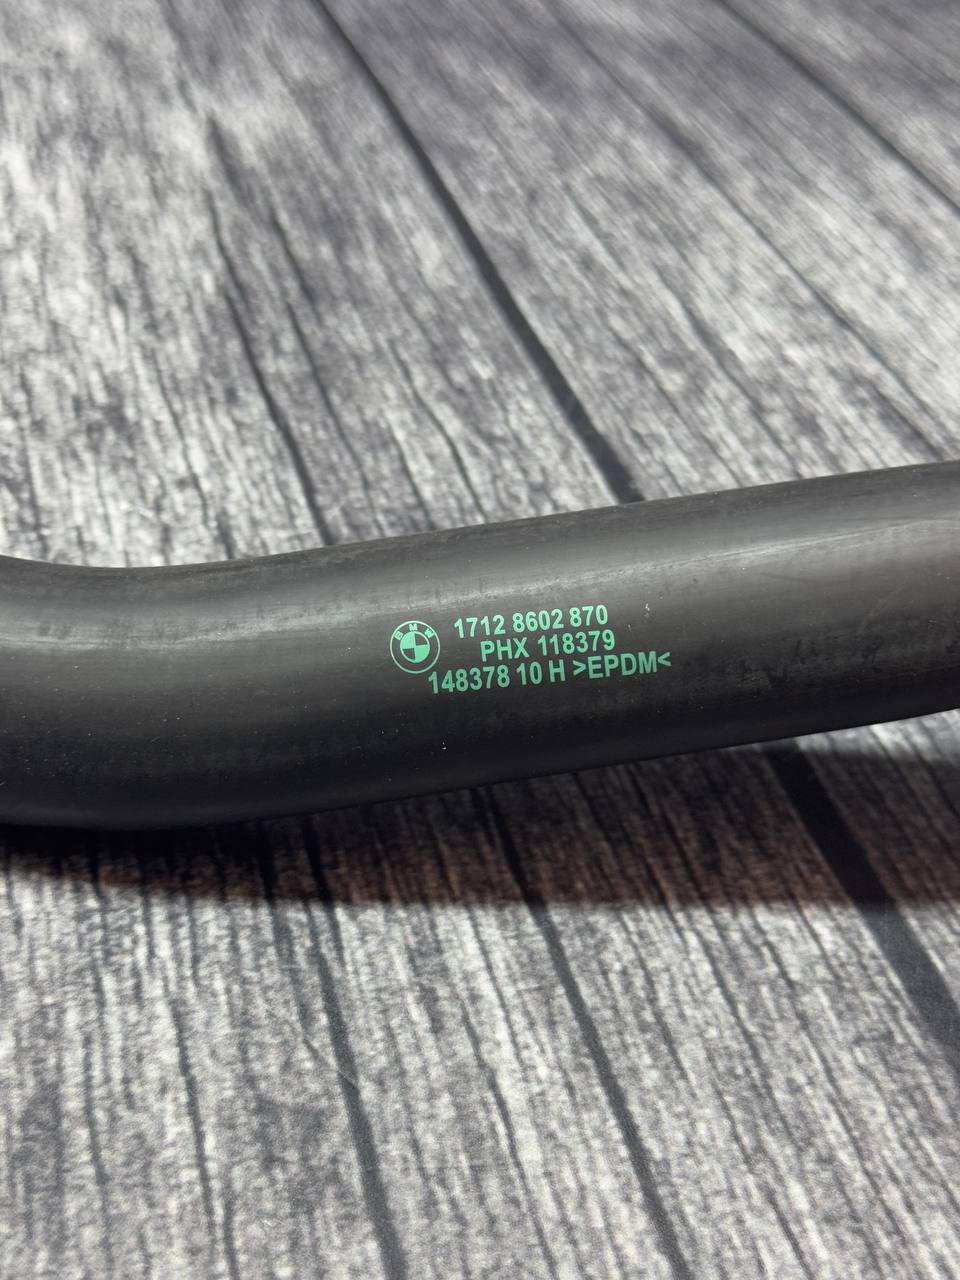 BMW
1712 8602 870
PHX 118379
148378 10 H >EPDM<